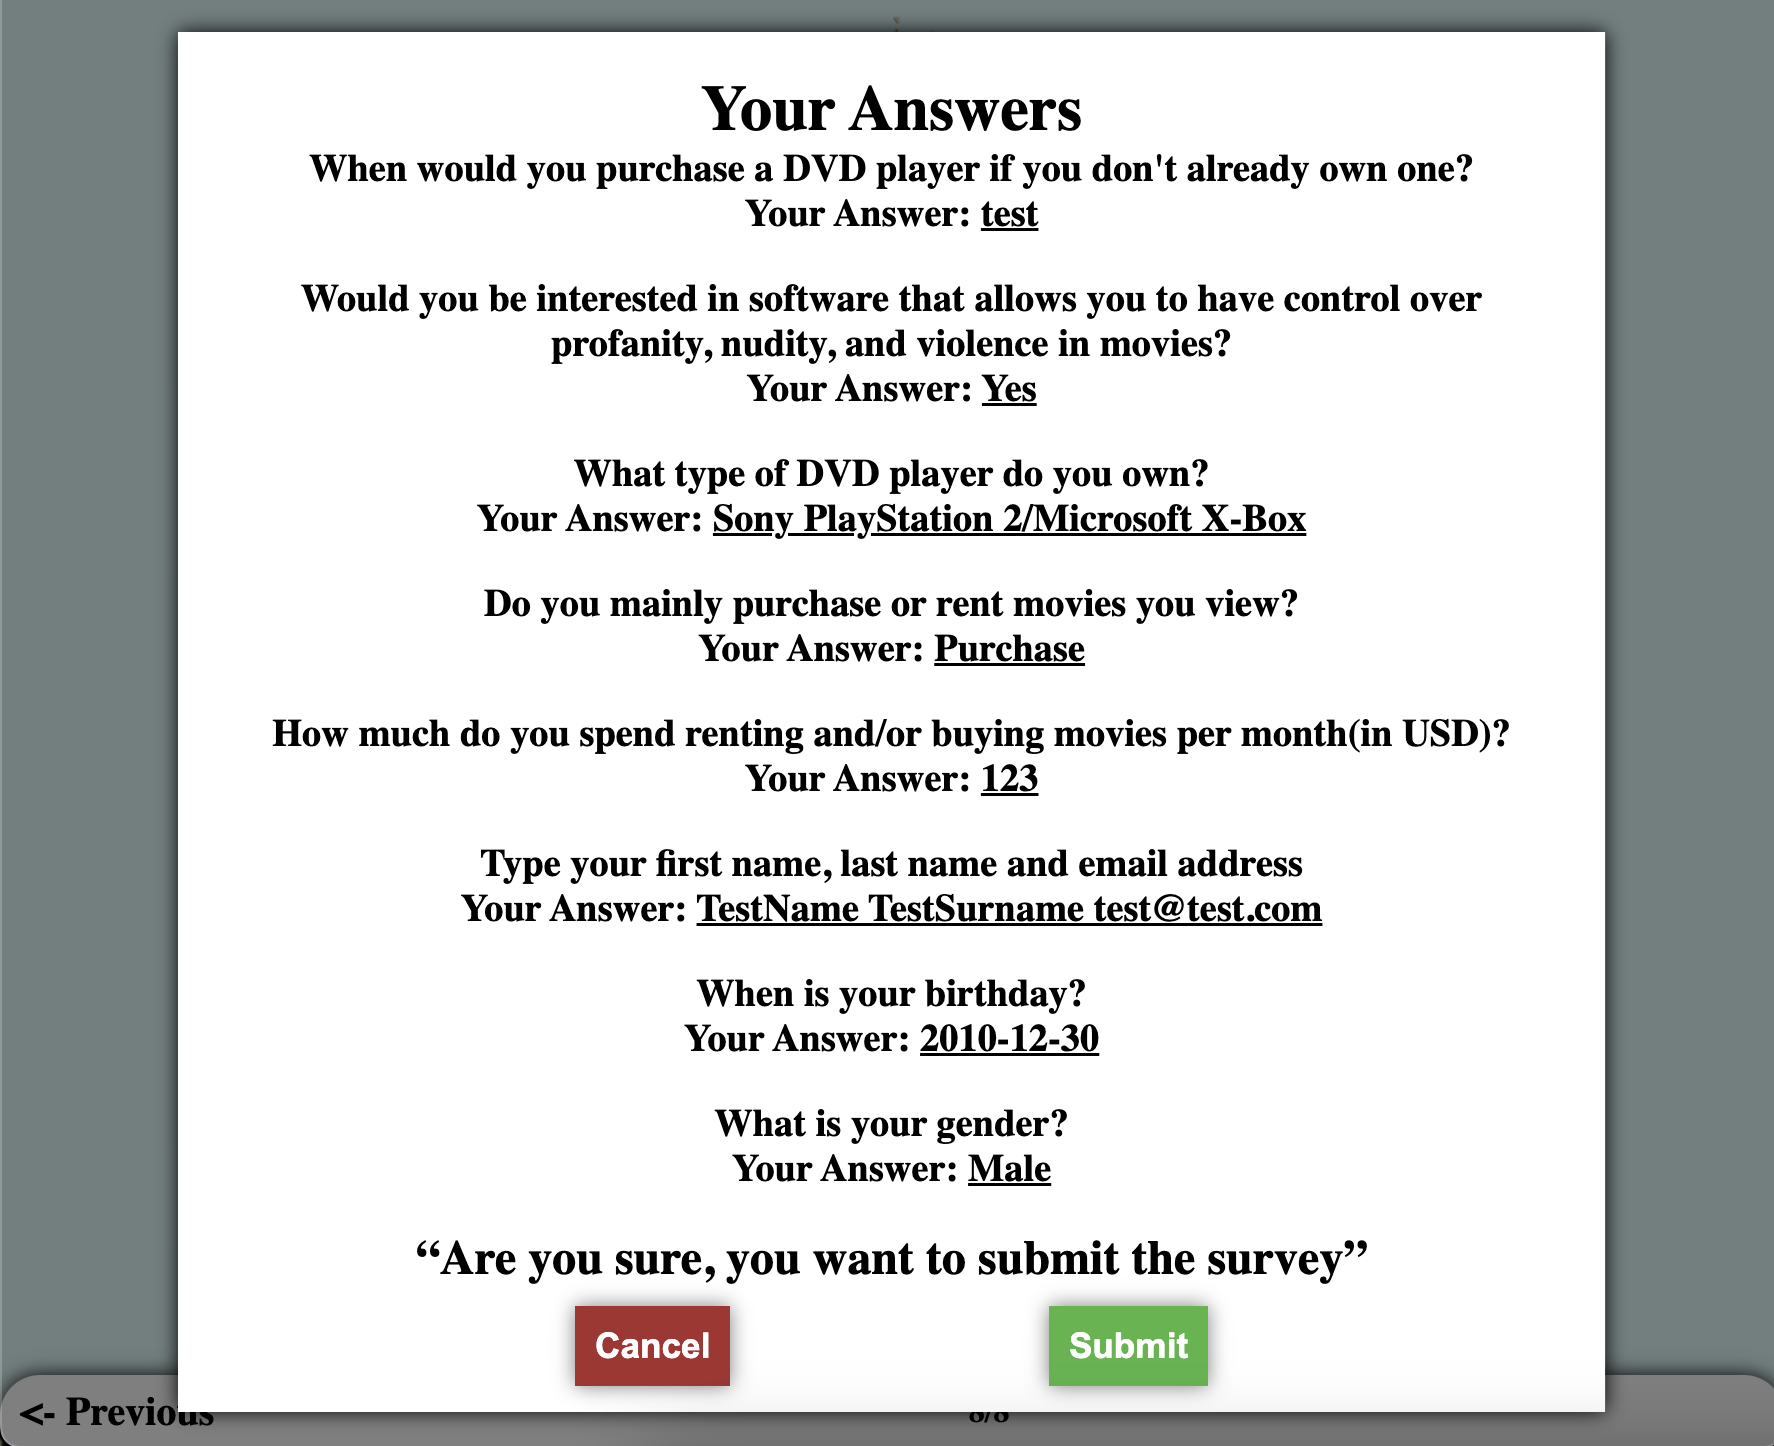 Your Answers
When would you purchase a DVD player if you don't already own one?
Your Answer: test
Would you be interested in software that allows you to have control over
profanity, nudity, and violence in movies?
Your Answer: Yes
What type of DVD player do you own?
Your Answer: Sony PlayStation 2/Microsoft X-Box
Do you mainly purchase or rent movies you view?
Your Answer: Purchase
How much do you spend renting and/or buying movies per month(in USD)?
Your Answer: 123
Type your first name, last name and email address
Your Answer: TestName TestSurname test@test.com
When is your birthday?
Your Answer: 2010-12-30
What is your gender?
Your Answer: Male
“Are you sure, you want to submit the survey”
Cancel Submit
<- Previous 8/8